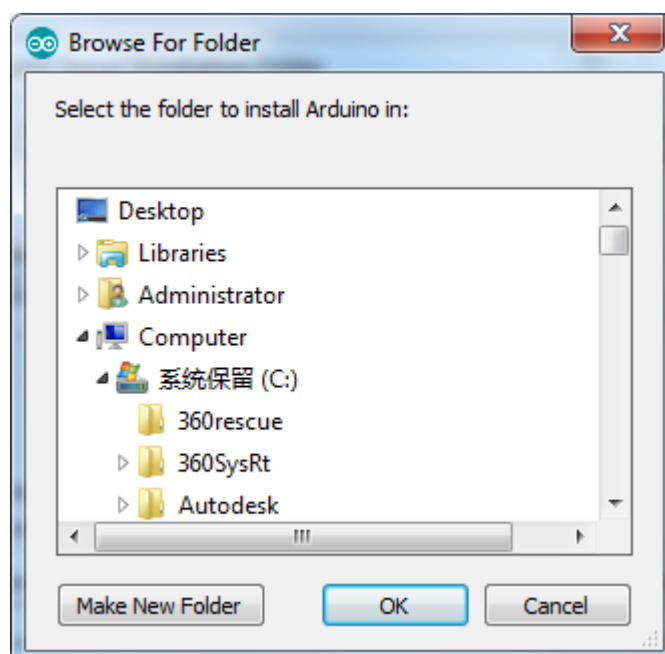 Browse For Folder
Select the folder to install Arduino in:
Desktop
Libraries
Administrator
Computer
系统保留 (C:)
360rescue
360SysRt
Autodesk
Make New Folder
OK
Cancel